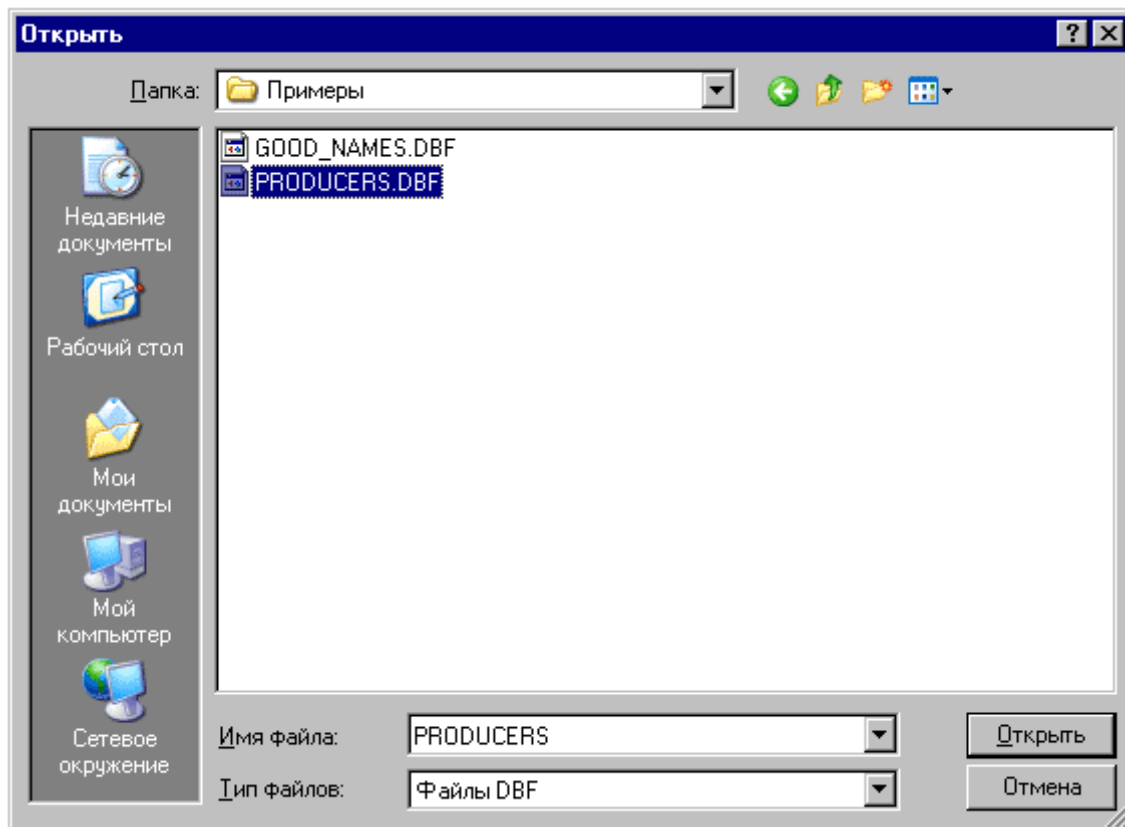 Открыть
Папка: Примеры
GOOD_NAMES.DBF
PRODUCERS.DBF
Недавние
документы
Рабочий стол
Мои
документы
Мой
компьютер
Сетевое
окружение
Имя файла: PRODUCERS Открыть
Тип файлов: Файлы DBF Отмена